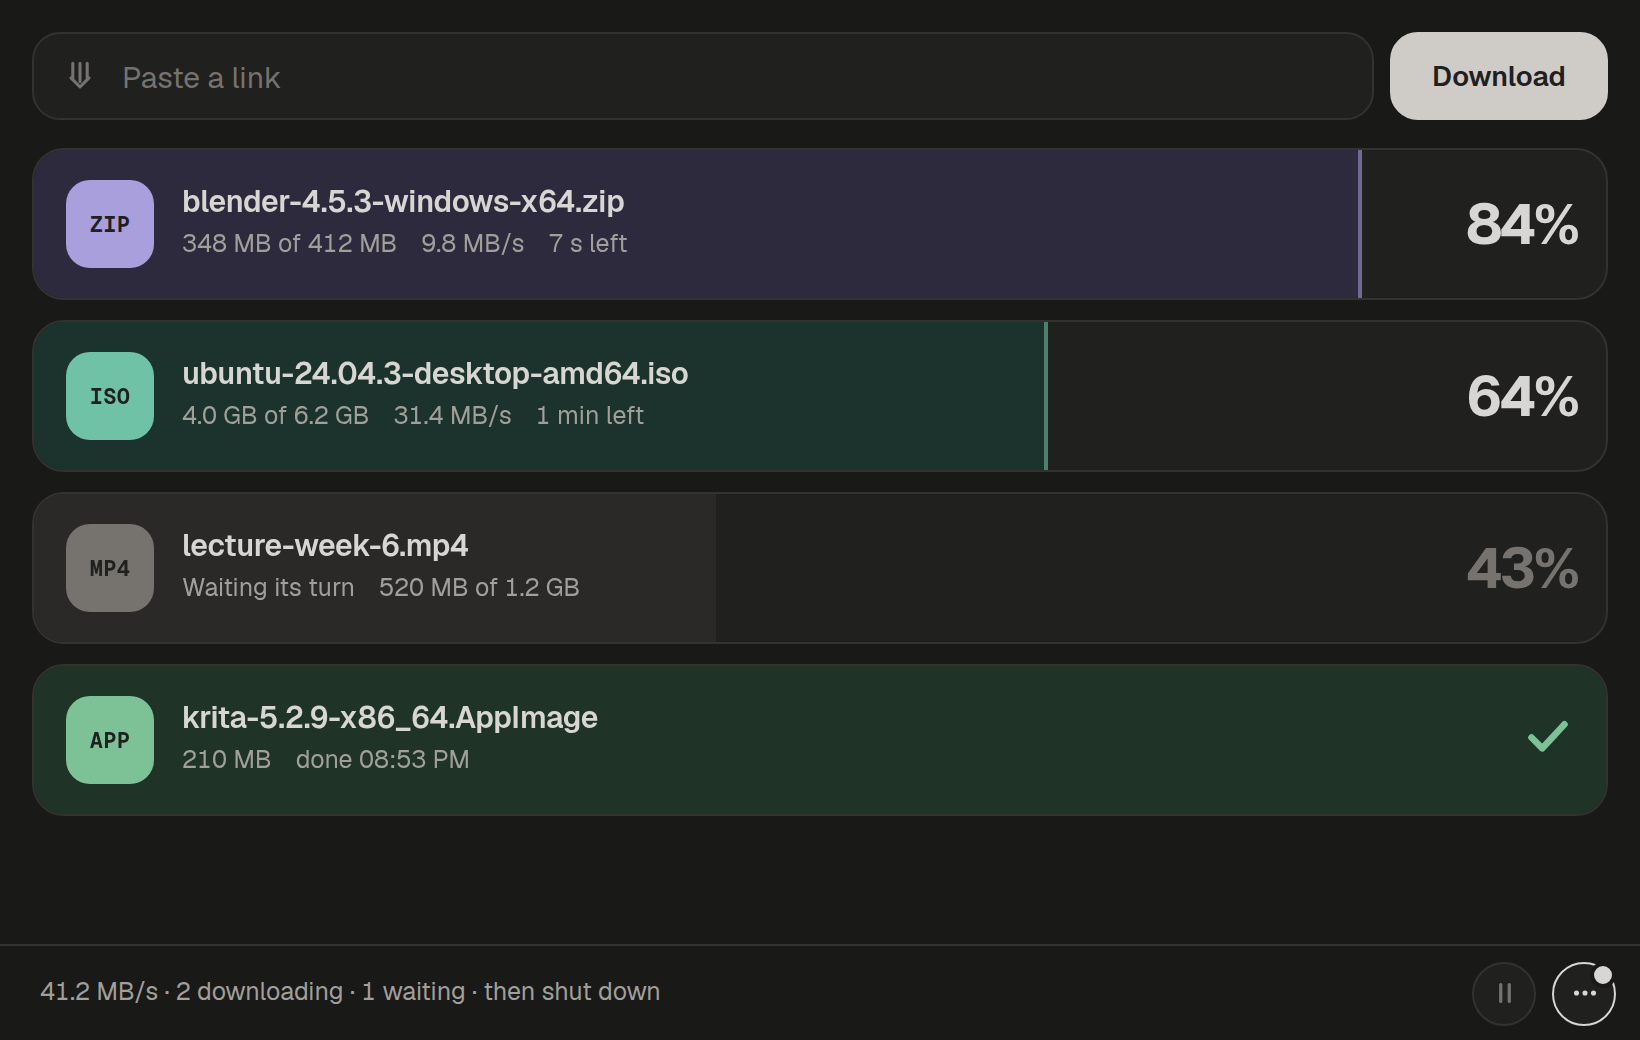 Paste a link
Download
ZIP
blender-4.5.3-windows-x64.zip
348 MB of 412 MB 9.8 MB/s 7 s left
84%
ISO
ubuntu-24.04.3-desktop-amd64.iso
4.0 GB of 6.2 GB 31.4 MB/s 1 min left
64%
MP4
lecture-week-6.mp4
Waiting its turn 520 MB of 1.2 GB
43%
APP
krita-5.2.9-x86_64.AppImage
210 MB done 08:53 PM
41.2 MB/s · 2 downloading · 1 waiting · then shut down